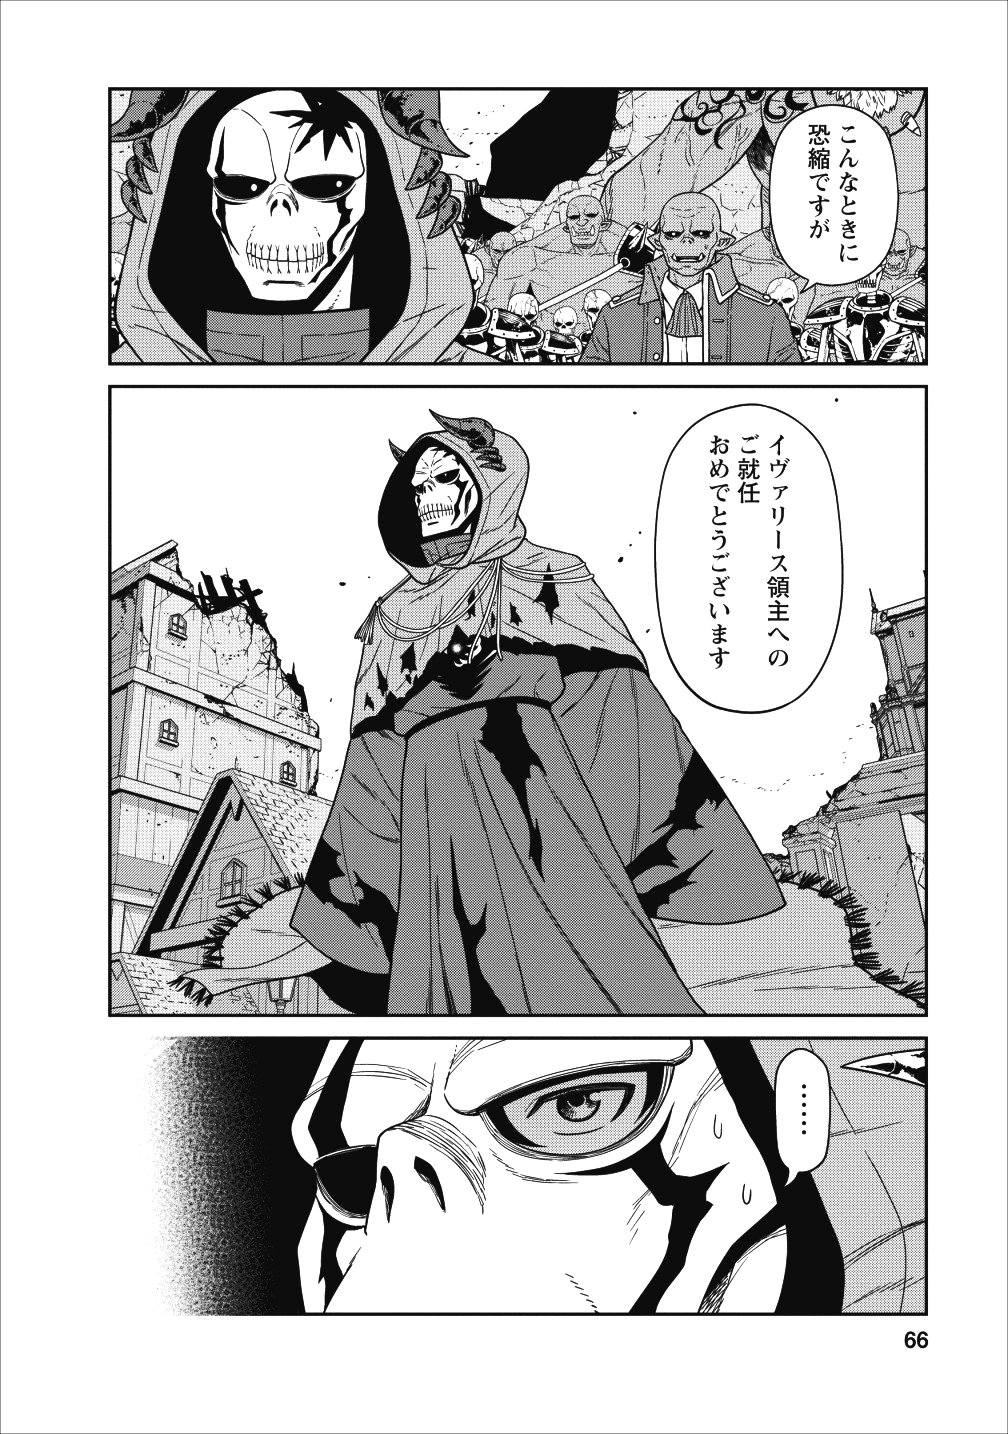 こんなときに
恐縮ですが
イヴァリース領主への
ご就任
おめでとうございます
……
66